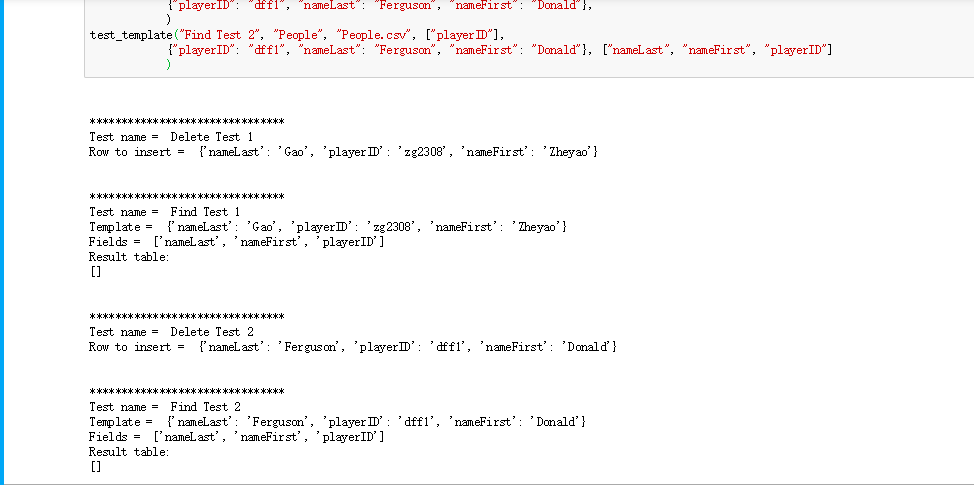 {"playerID": "dff1", "nameLast": "Ferguson", "nameFirst": "Donald"},
)
test_template("Find Test 2", "People", "People.csv", ["playerID"],
{"playerID": "dff1", "nameLast": "Ferguson", "nameFirst": "Donald"}, ["nameLast", "nameFirst", "playerID"]
)
******************************
Test name =  Delete Test 1
Row to insert =  {'nameLast': 'Gao', 'playerID': 'zg2308', 'nameFirst': 'Zheyao'}
******************************
Test name =  Find Test 1
Template =  {'nameLast': 'Gao', 'playerID': 'zg2308', 'nameFirst': 'Zheyao'}
Fields =  ['nameLast', 'nameFirst', 'playerID']
Result table:
[]
******************************
Test name =  Delete Test 2
Row to insert =  {'nameLast': 'Ferguson', 'playerID': 'dff1', 'nameFirst': 'Donald'}
******************************
Test name =  Find Test 2
Template =  {'nameLast': 'Ferguson', 'playerID': 'dff1', 'nameFirst': 'Donald'}
Fields =  ['nameLast', 'nameFirst', 'playerID']
Result table:
[]